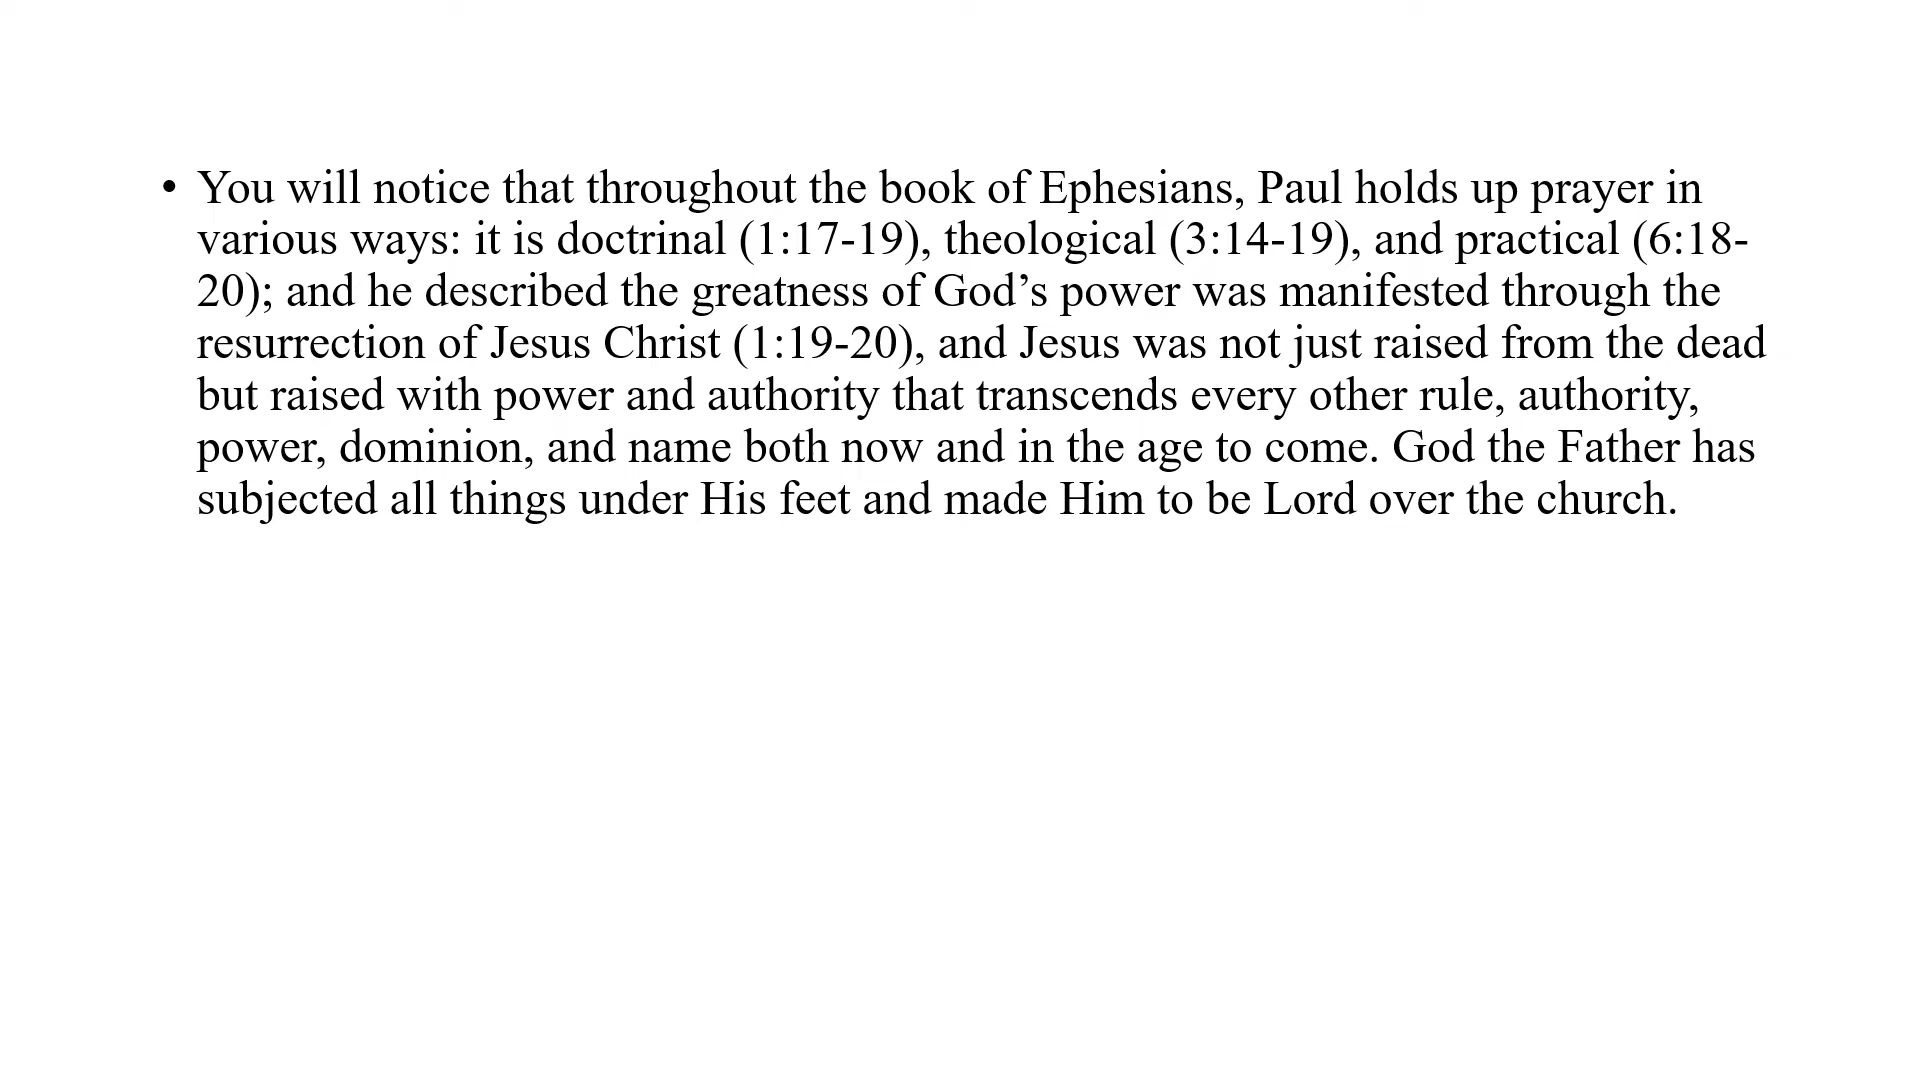 • You will notice that throughout the book of Ephesians, Paul holds up prayer in
various ways: it is doctrinal (1:17-19), theological (3:14-19), and practical (6:18-
20); and he described the greatness of God’s power was manifested through the
resurrection of Jesus Christ (1:19-20), and Jesus was not just raised from the dead
but raised with power and authority that transcends every other rule, authority,
power, dominion, and name both now and in the age to come. God the Father has
subjected all things under His feet and made Him to be Lord over the church.